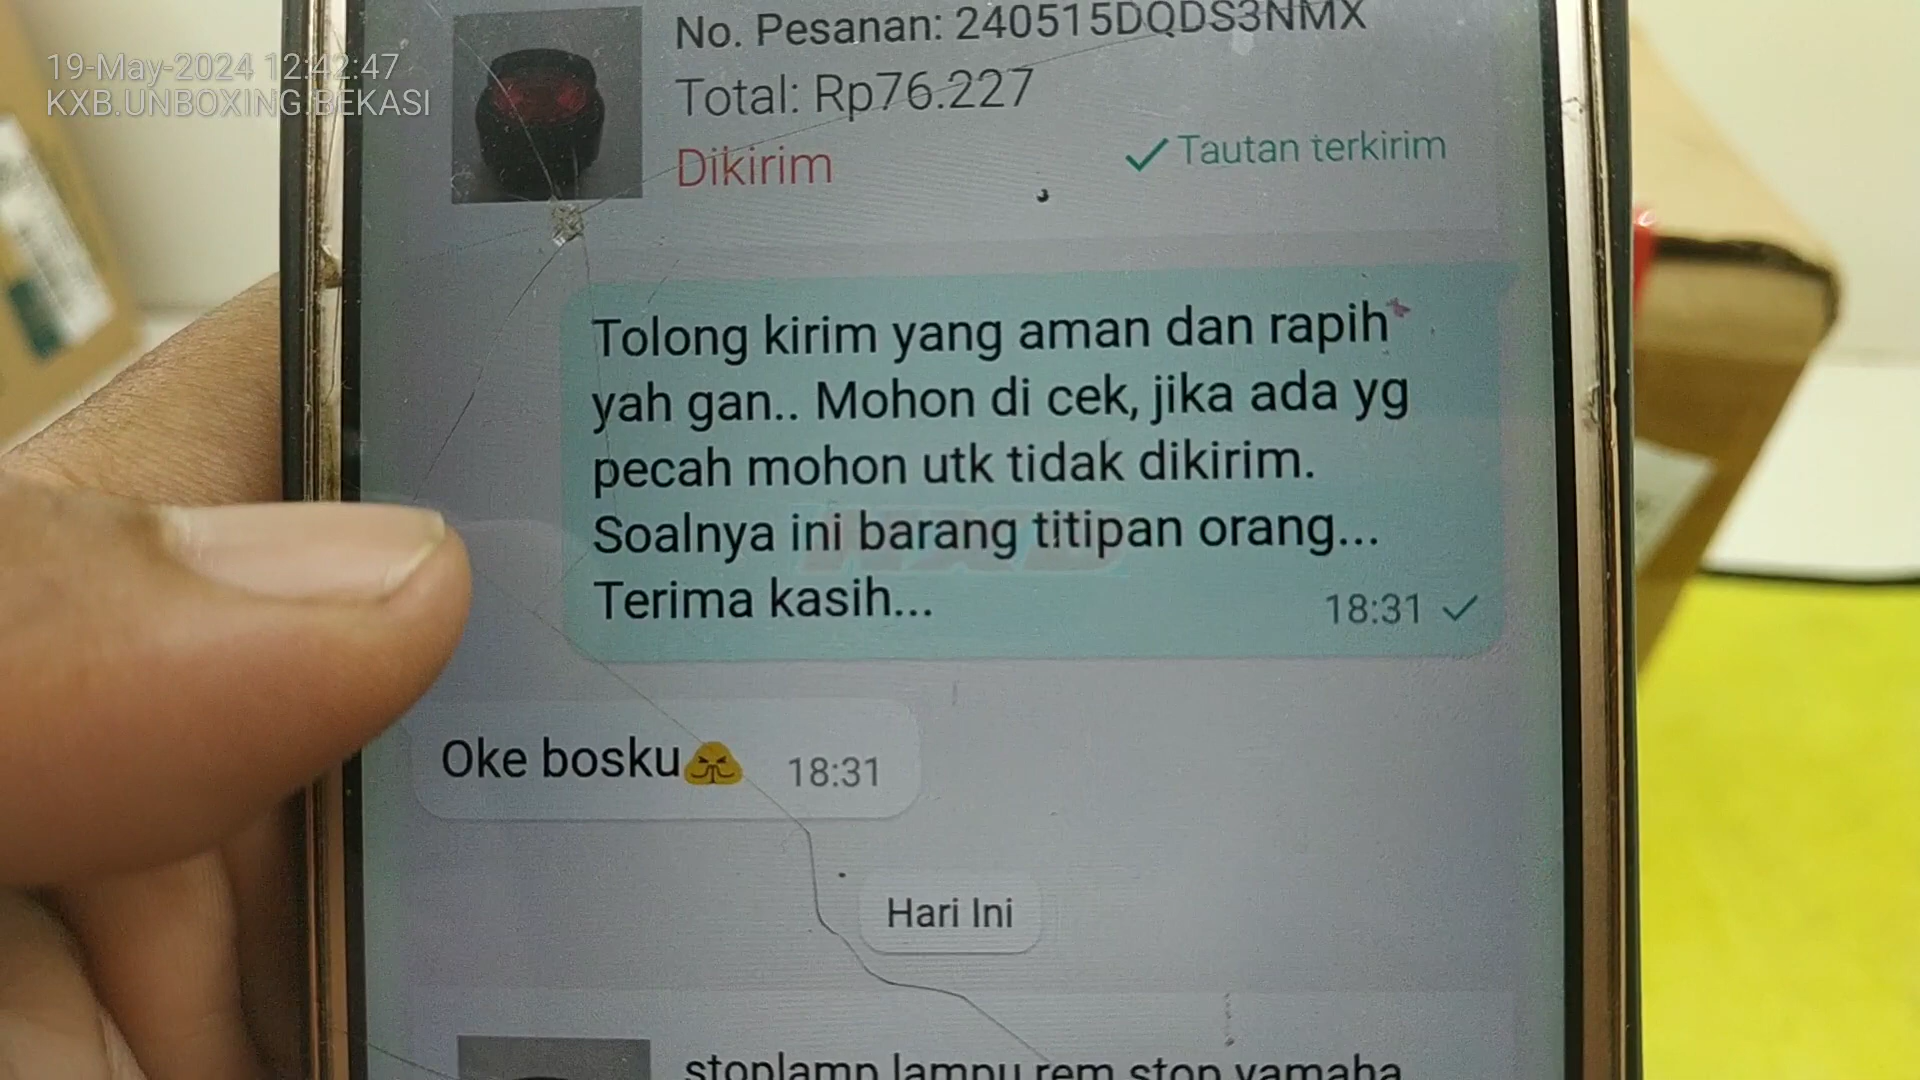 19-May-2024 12:42:47
KXB.UNBOXING.BEKASI
No. Pesanan: 240515DQDS3NMX
Total: Rp76.227
Dikirim
Tautan terkirim
Tolong kirim yang aman dan rapih
yah gan.. Mohon di cek, jika ada yg
pecah mohon utk tidak dikirim.
Soalnya ini barang titipan orang...
Terima kasih...
18:31
Oke bosku🙏 18:31
Hari Ini
stoplamp lampu rem stop yamaha